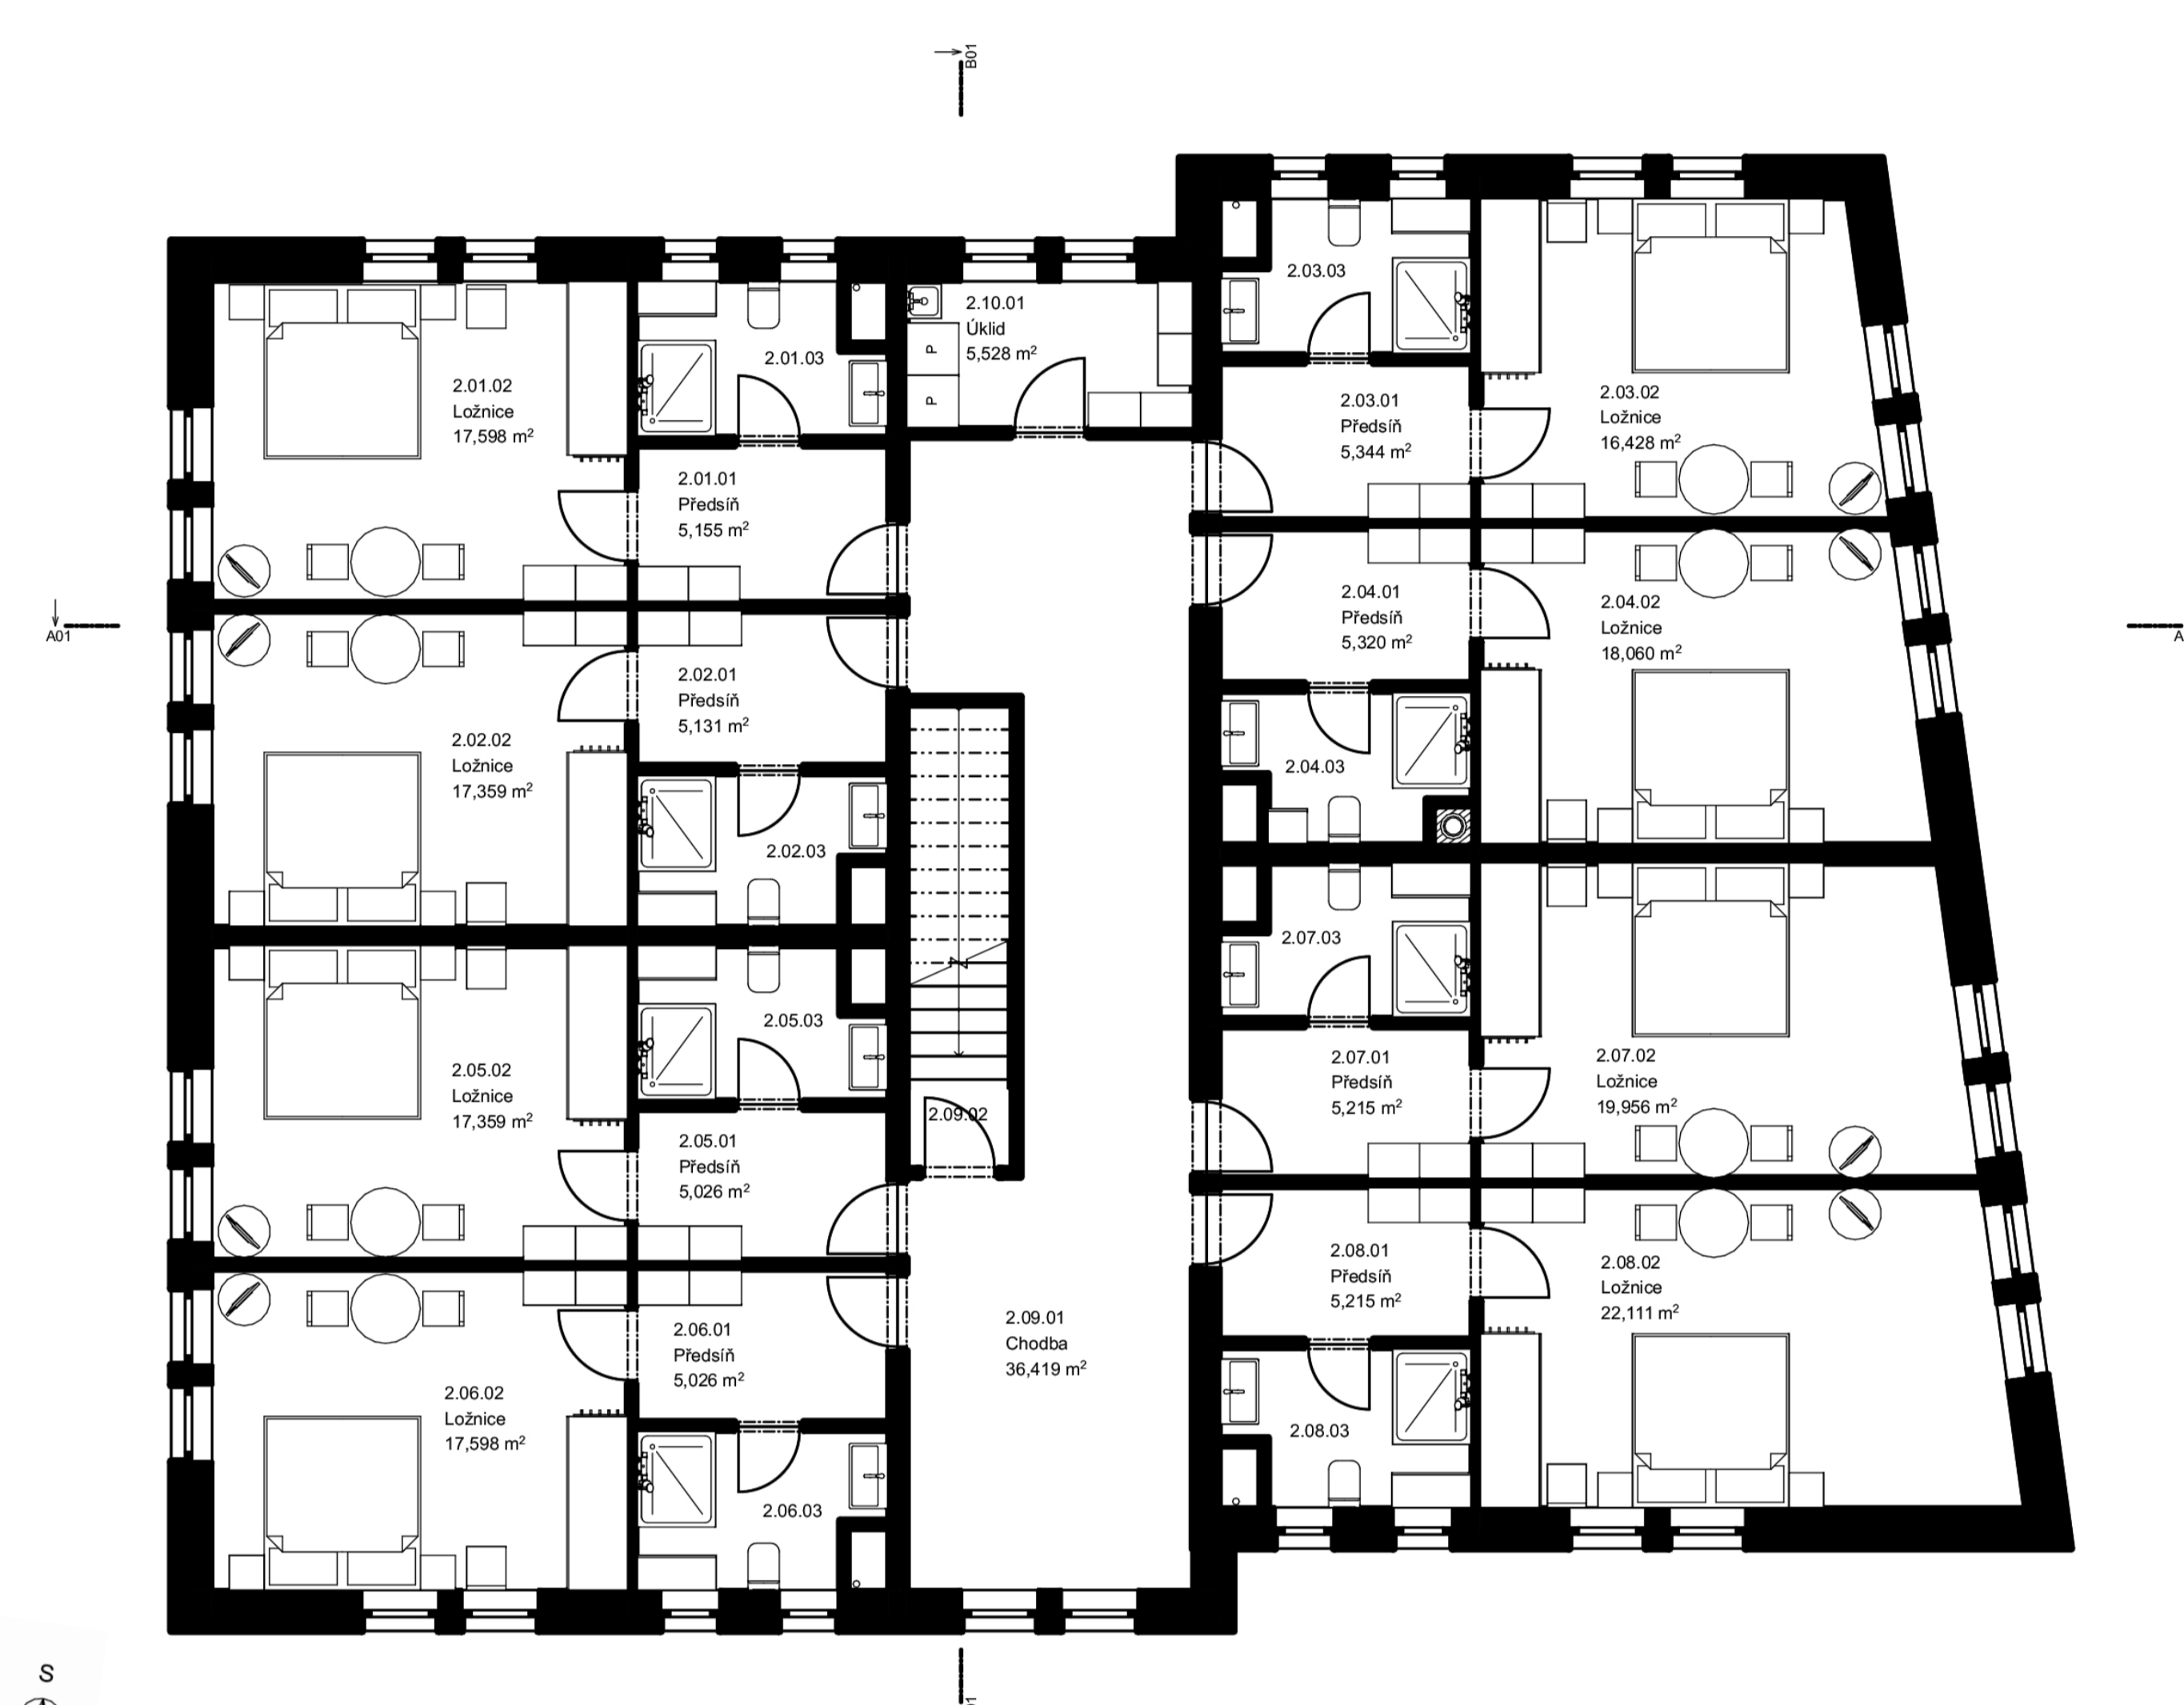 B01
2.03.03
2.10.01
Úklid
5,528 m²
P
P
2.01.03
2.01.02
Ložnice
17,598 m²
2.03.01
Předsíň
5,344 m²
2.03.02
Ložnice
16,428 m²
2.01.01
Předsíň
5,155 m²
2.04.01
Předsíň
5,320 m²
2.04.02
Ložnice
18,060 m²
A01
A
2.02.01
Předsíň
5,131 m²
2.02.02
Ložnice
17,359 m²
2.04.03
2.02.03
2.07.03
2.05.03
2.05.02
Ložnice
17,359 m²
2.07.01
Předsíň
5,215 m²
2.07.02
Ložnice
19,956 m²
2.09.02
2.05.01
Předsíň
5,026 m²
2.08.01
Předsíň
5,215 m²
2.08.02
Ložnice
22,111 m²
2.09.01
Chodba
36,419 m²
2.06.01
Předsíň
5,026 m²
2.06.02
Ložnice
17,598 m²
2.08.03
2.06.03
S